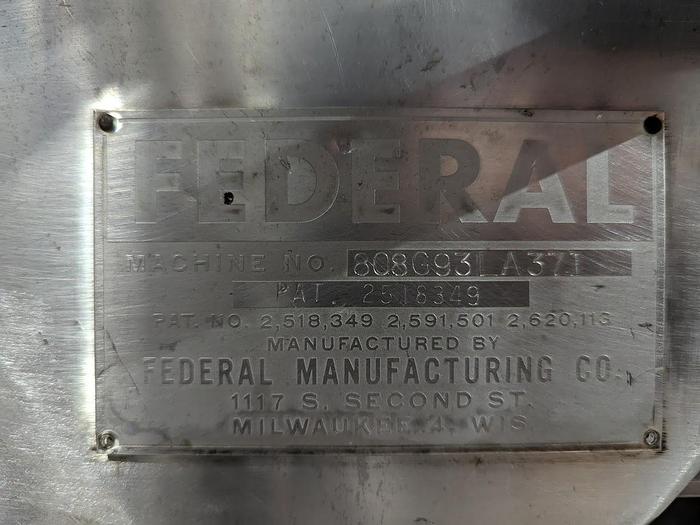 FEDERAL
MACHINE NO. 808G93LA371
PAT. 2518349
PAT. NO. 2,518,349 2,591,501 2,620,113
MANUFACTURED BY
FEDERAL MANUFACTURING CO.
1117 S. SECOND ST.
MILWAUKEE 4, WIS